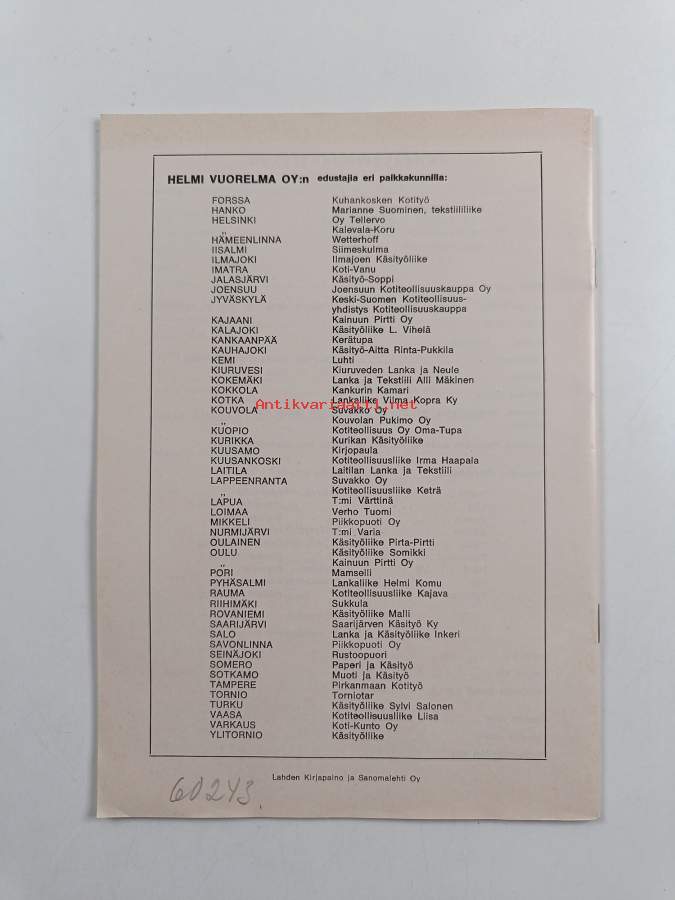 HELMI VUORELMA OY:n edustajia eri paikkakunnilla:
FORSSA Kuhankosken Kotityö
HANKO Marianne Suominen, tekstiililiike
HELSINKI Oy Tellervo
„ Kalevala-Koru
HÄMEENLINNA Wetterhoff
IISALMI Siimeskulma
ILMAJOKI Ilmajoen Käsityöliike
IMATRA Koti-Vanu
JALASJÄRVI Käsityö-Soppi
JOENSUU Joensuun Kotiteollisuuskauppa Oy
JYVÄSKYLÄ Keski-Suomen Kotiteollisuus-
yhdistys Kotiteollisuuskauppa
KAJAANI Kainuun Pirtti Oy
KALAJOKI Käsityöliike L. Vihelä
KANKAANPÄÄ Kerätupa
KAUHAJOKI Käsityö-Aitta Rinta-Pukkila
KEMI Luhti
KIURUVESI Kiuruveden Lanka ja Neule
KOKEMÄKI Lanka ja Tekstiili Alli Mäkinen
KOKKOLA Kankurin Kamari
KOTKA Lankaliike Vilma Kopra Ky
Antikvariaatti.net
KOUVOLA Suvakko Oy
„ Kouvolan Pukimo Oy
KUOPIO Kotiteollisuus Oy Oma-Tupa
KURIKKA Kurikan Käsityöliike
KUUSAMO Kirjopaula
KUUSANKOSKI Kotiteollisuusliike Irma Haapala
LAITILA Laitilan Lanka ja Tekstiili
LAPPEENRANTA Suvakko Oy
„ Kotiteollisuusliike Keträ
LAPUA T:mi Värttinä
LOIMAA Verho Tuomi
MIKKELI Piikkopuoti Oy
NURMIJÄRVI T:mi Varia
OULAINEN Käsityöliike Pirta-Pirtti
OULU Käsityöliike Somikki
„ Kainuun Pirtti Oy
PORI Mamselli
PYHÄSALMI Lankaliike Helmi Komu
RAUMA Kotiteollisuusliike Kajava
RIIHIMÄKI Sukkula
ROVANIEMI Käsityöliike Malli
SAARIJÄRVI Saarijärven Käsityö Ky
SALO Lanka ja Käsityöliike Inkeri
SAVONLINNA Piikkopuoti Oy
SEINÄJOKI Rustoopuori
SOMERO Paperi ja Käsityö
SOTKAMO Muoti ja Käsityö
TAMPERE Pirkanmaan Kotityö
TORNIO Torniotar
TURKU Käsityöliike Sylvi Salonen
VAASA Kotiteollisuusliike Liisa
VARKAUS Koti-Kunto Oy
YLITORNIO Käsityöliike
Lahden Kirjapaino ja Sanomalehti Oy
60243.